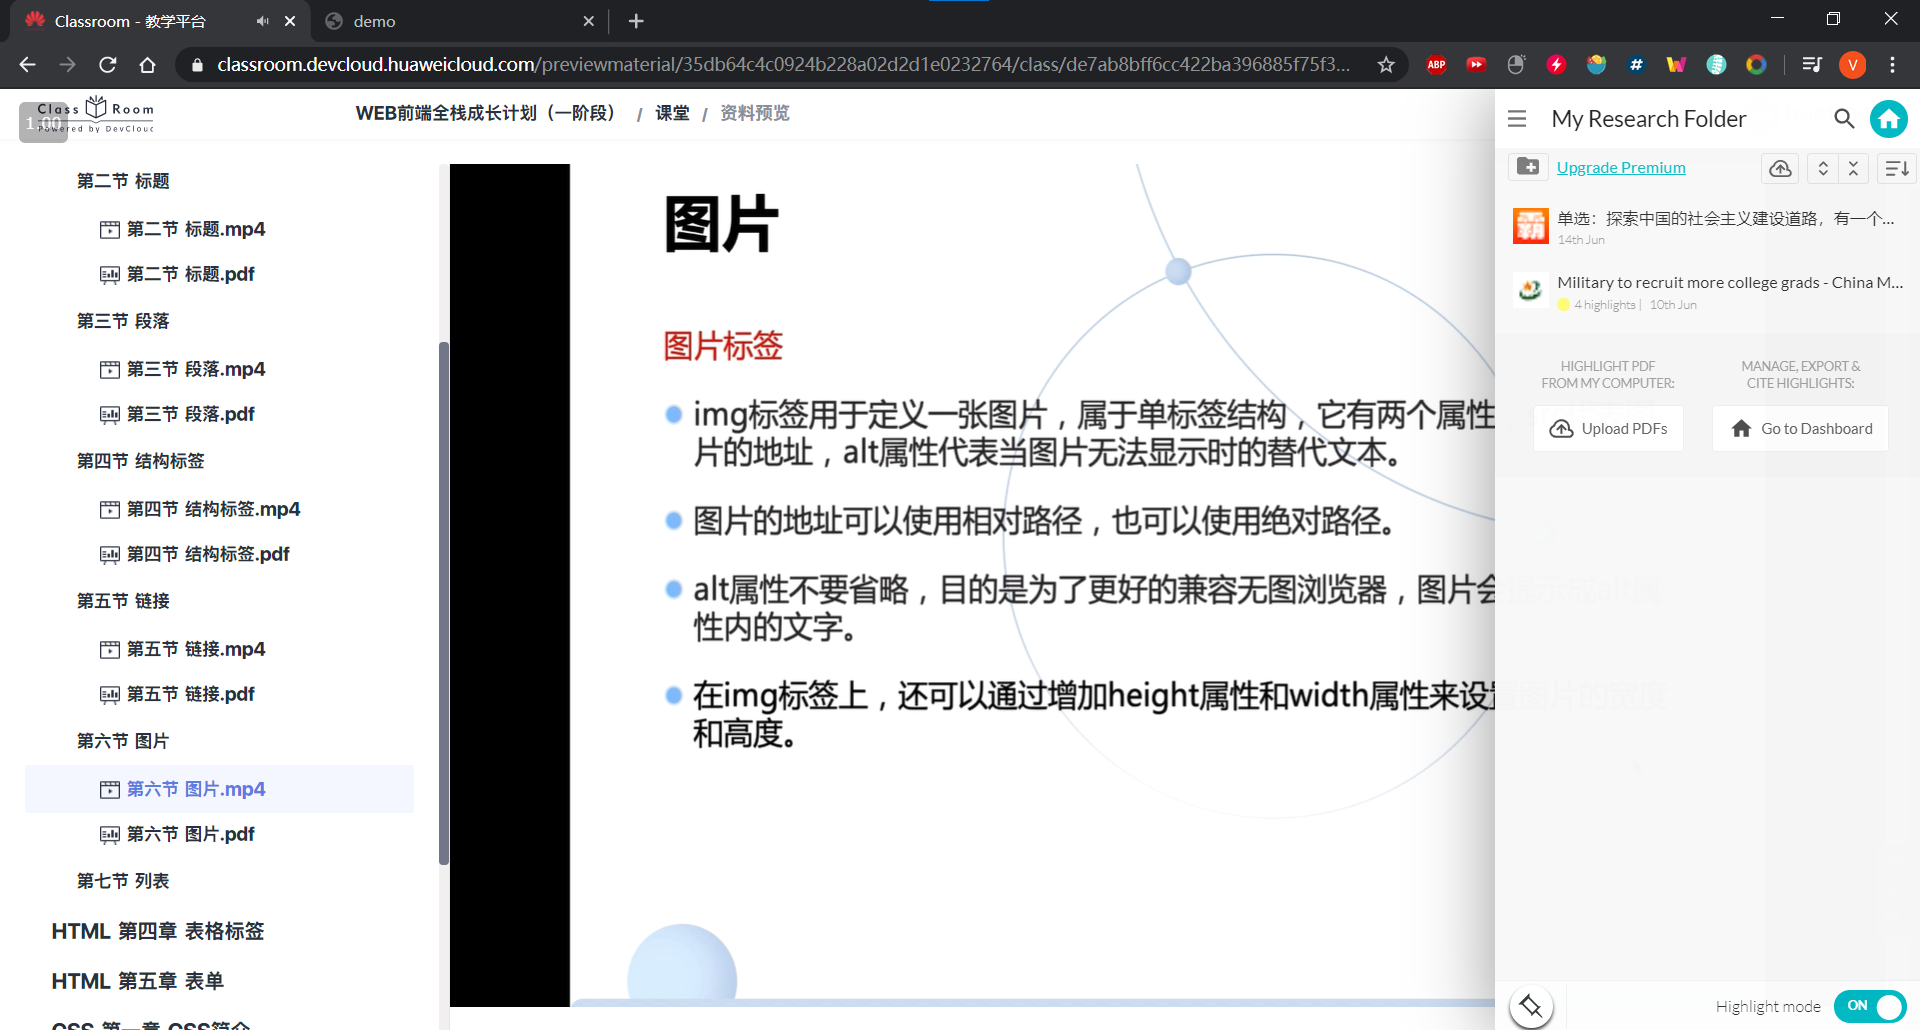 Classroom - 教学平台
demo
classroom.devcloud.huaweicloud.com/previewmaterial/35db64c4c0924b228a02d2d1e0232764/class/de7ab8bff6cc422ba396885f75f3...
ABP
V
Class Room
Powered by DevCloud
1.00
WEB前端全栈成长计划（一阶段） / 课堂 / 资料预览
第二节 标题
第二节 标题.mp4
第二节 标题.pdf
第三节 段落
第三节 段落.mp4
第三节 段落.pdf
第四节 结构标签
第四节 结构标签.mp4
第四节 结构标签.pdf
第五节 链接
第五节 链接.mp4
第五节 链接.pdf
第六节 图片
第六节 图片.mp4
第六节 图片.pdf
第七节 列表
HTML 第四章 表格标签
HTML 第五章 表单
CSS 第一章 CSS简介
图片
图片标签
img标签用于定义一张图片，属于单标签结构，它有两个属性
片的地址，alt属性代表当图片无法显示时的替代文本。
图片的地址可以使用相对路径，也可以使用绝对路径。
alt属性不要省略，目的是为了更好的兼容无图浏览器，图片会提示成alt属
性内的文字。
在img标签上，还可以通过增加height属性和width属性来设置图片的宽度
和高度。
My Research Folder
Upgrade Premium
霸
单选：探索中国的社会主义建设道路，有一个...
14th Jun
Military to recruit more college grads - China M...
4 highlights | 10th Jun
HIGHLIGHT PDF
FROM MY COMPUTER:
Upload PDFs
MANAGE, EXPORT &
CITE HIGHLIGHTS:
Go to Dashboard
Highlight mode
ON